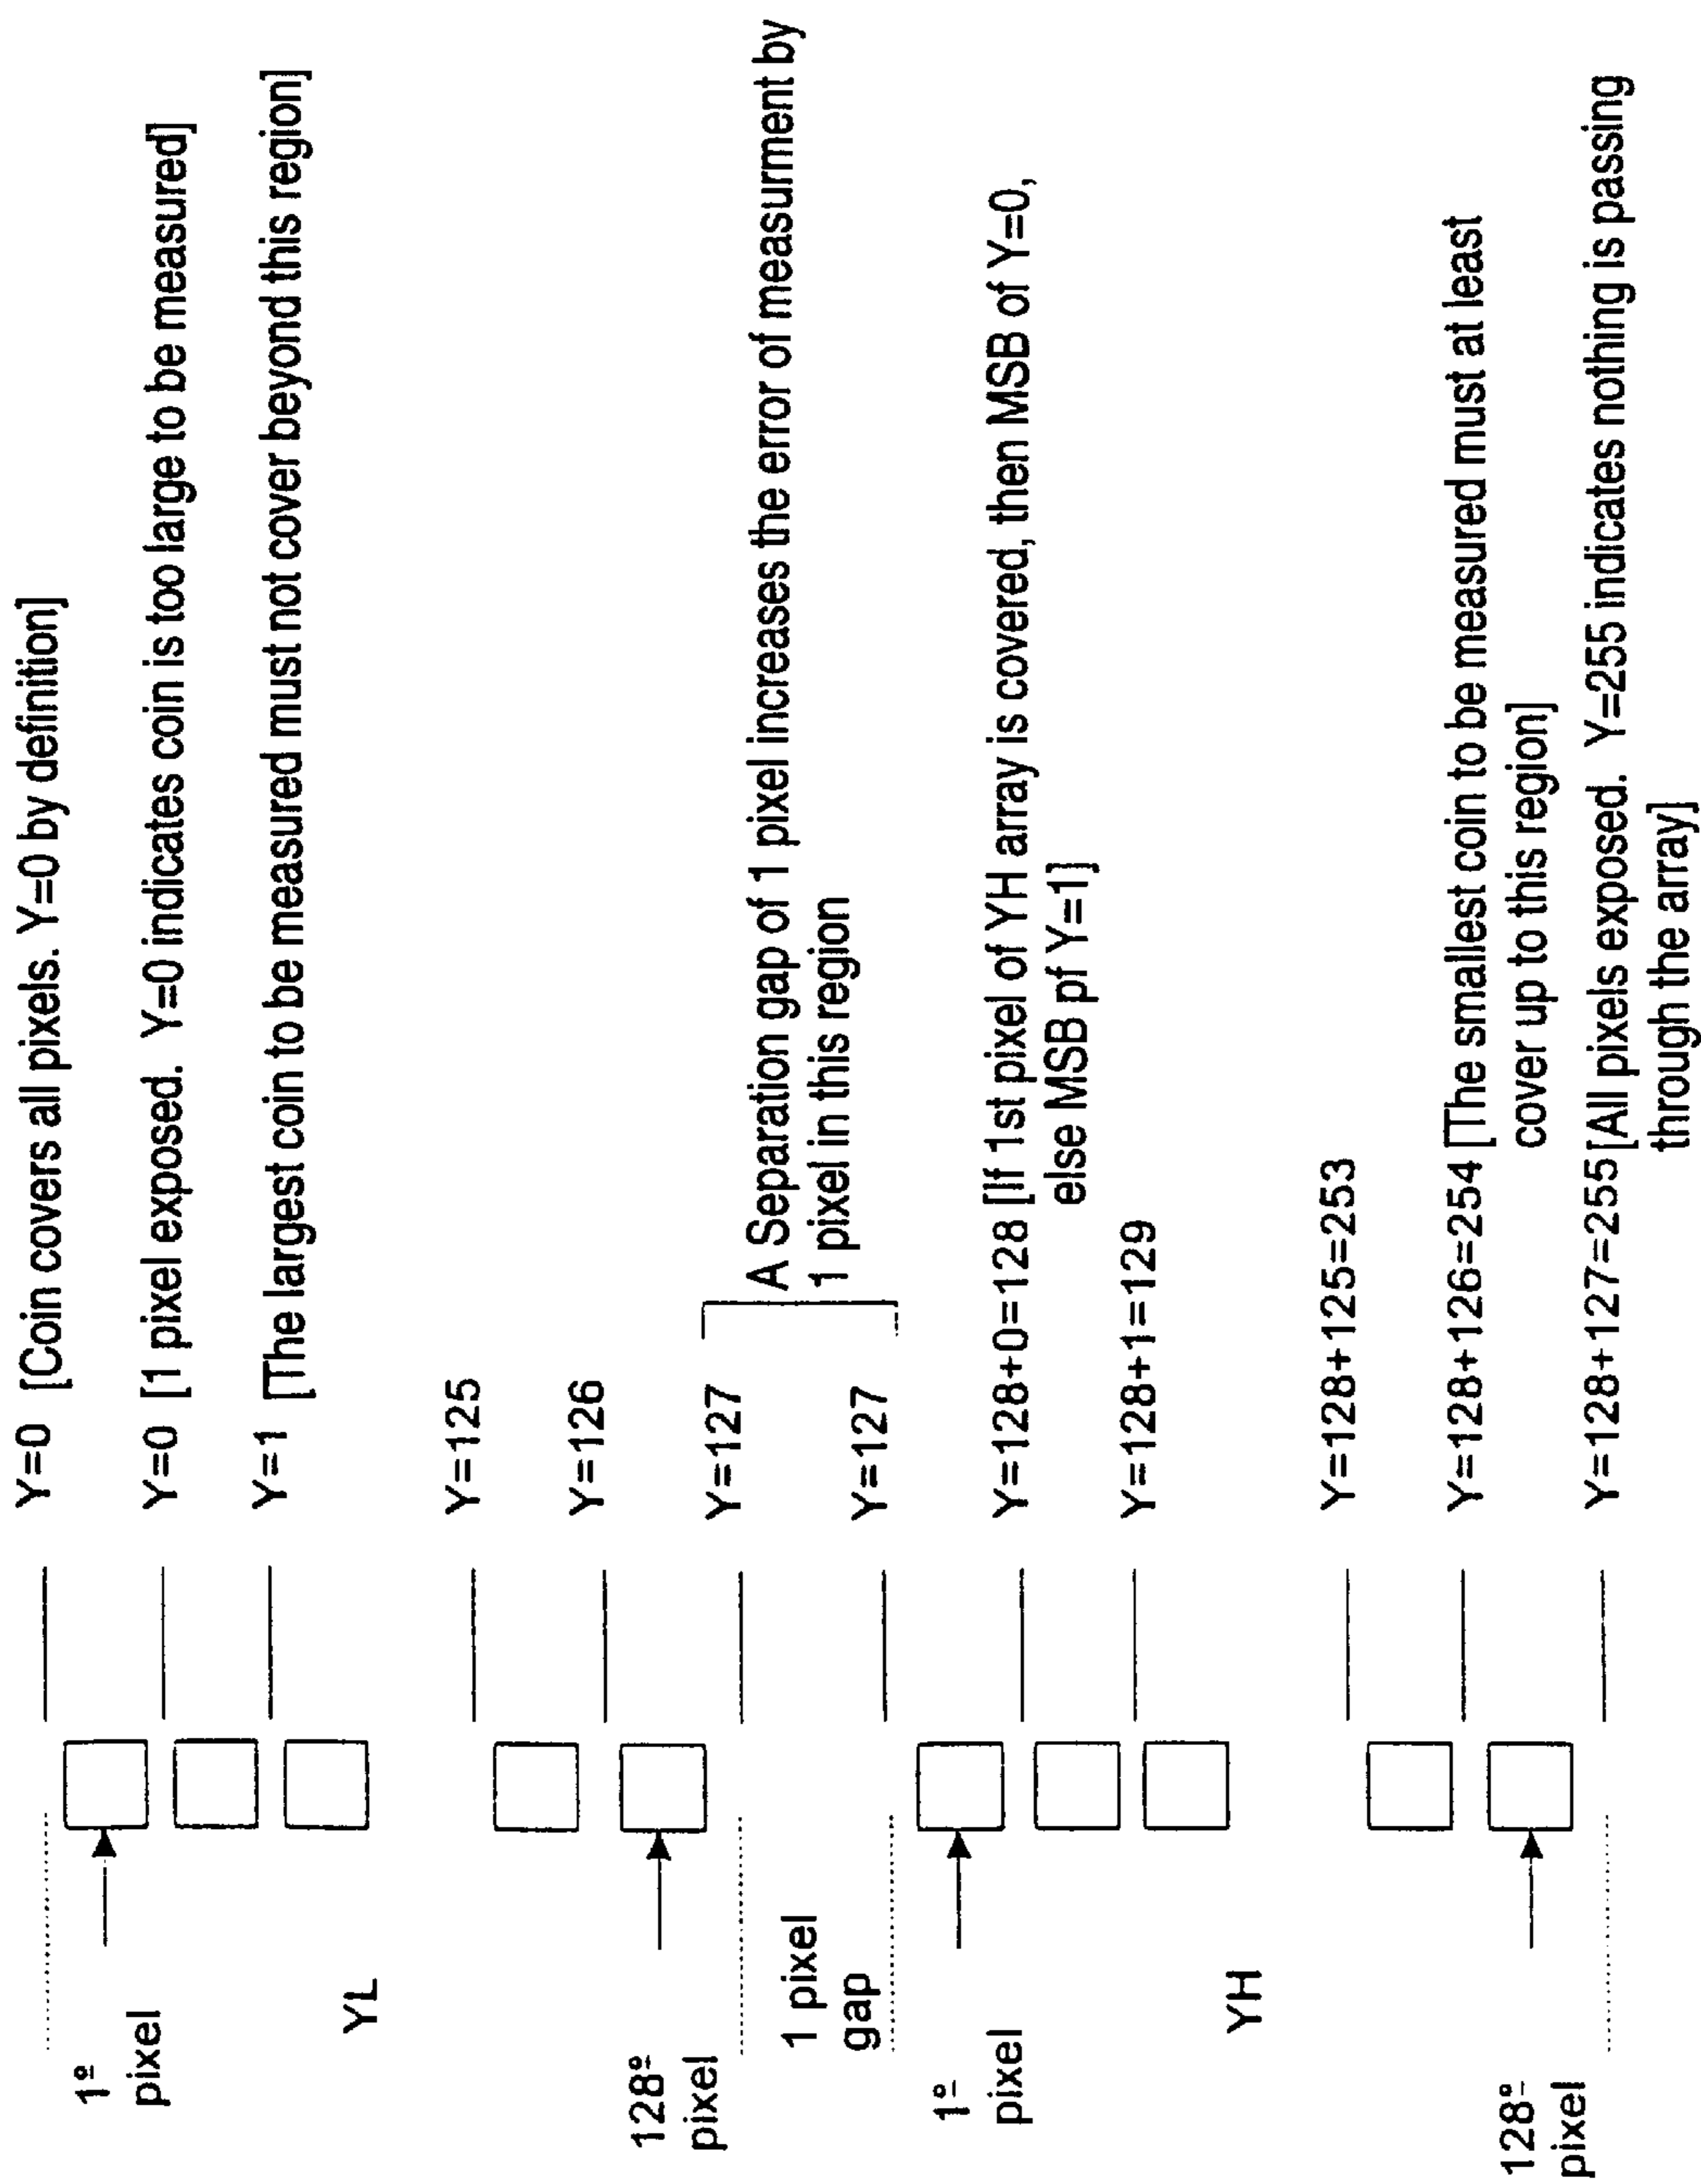 Y=0 [Coin covers all pixels. Y=0 by definition]
1º
pixel
Y=0 [1 pixel exposed. Y=0 indicates coin is too large to be measured]
Y=1 [The largest coin to be measured must not cover beyond this region]
YL
Y=125
Y=126
128º
pixel
Y=127
A Separation gap of 1 pixel increases the error of measurment by
1 pixel in this region
1 pixel
gap
Y=127
1º
pixel
Y=128+0=128 [If 1st pixel of YH array is covered, then MSB of Y=0,
else MSB pf Y=1]
Y=128+1=129
YH
Y=128+125=253
Y=128+126=254 [The smallest coin to be measured must at least
cover up to this region]
128º
pixel
Y=128+127=255 [All pixels exposed. Y=255 indicates nothing is passing
through the array]